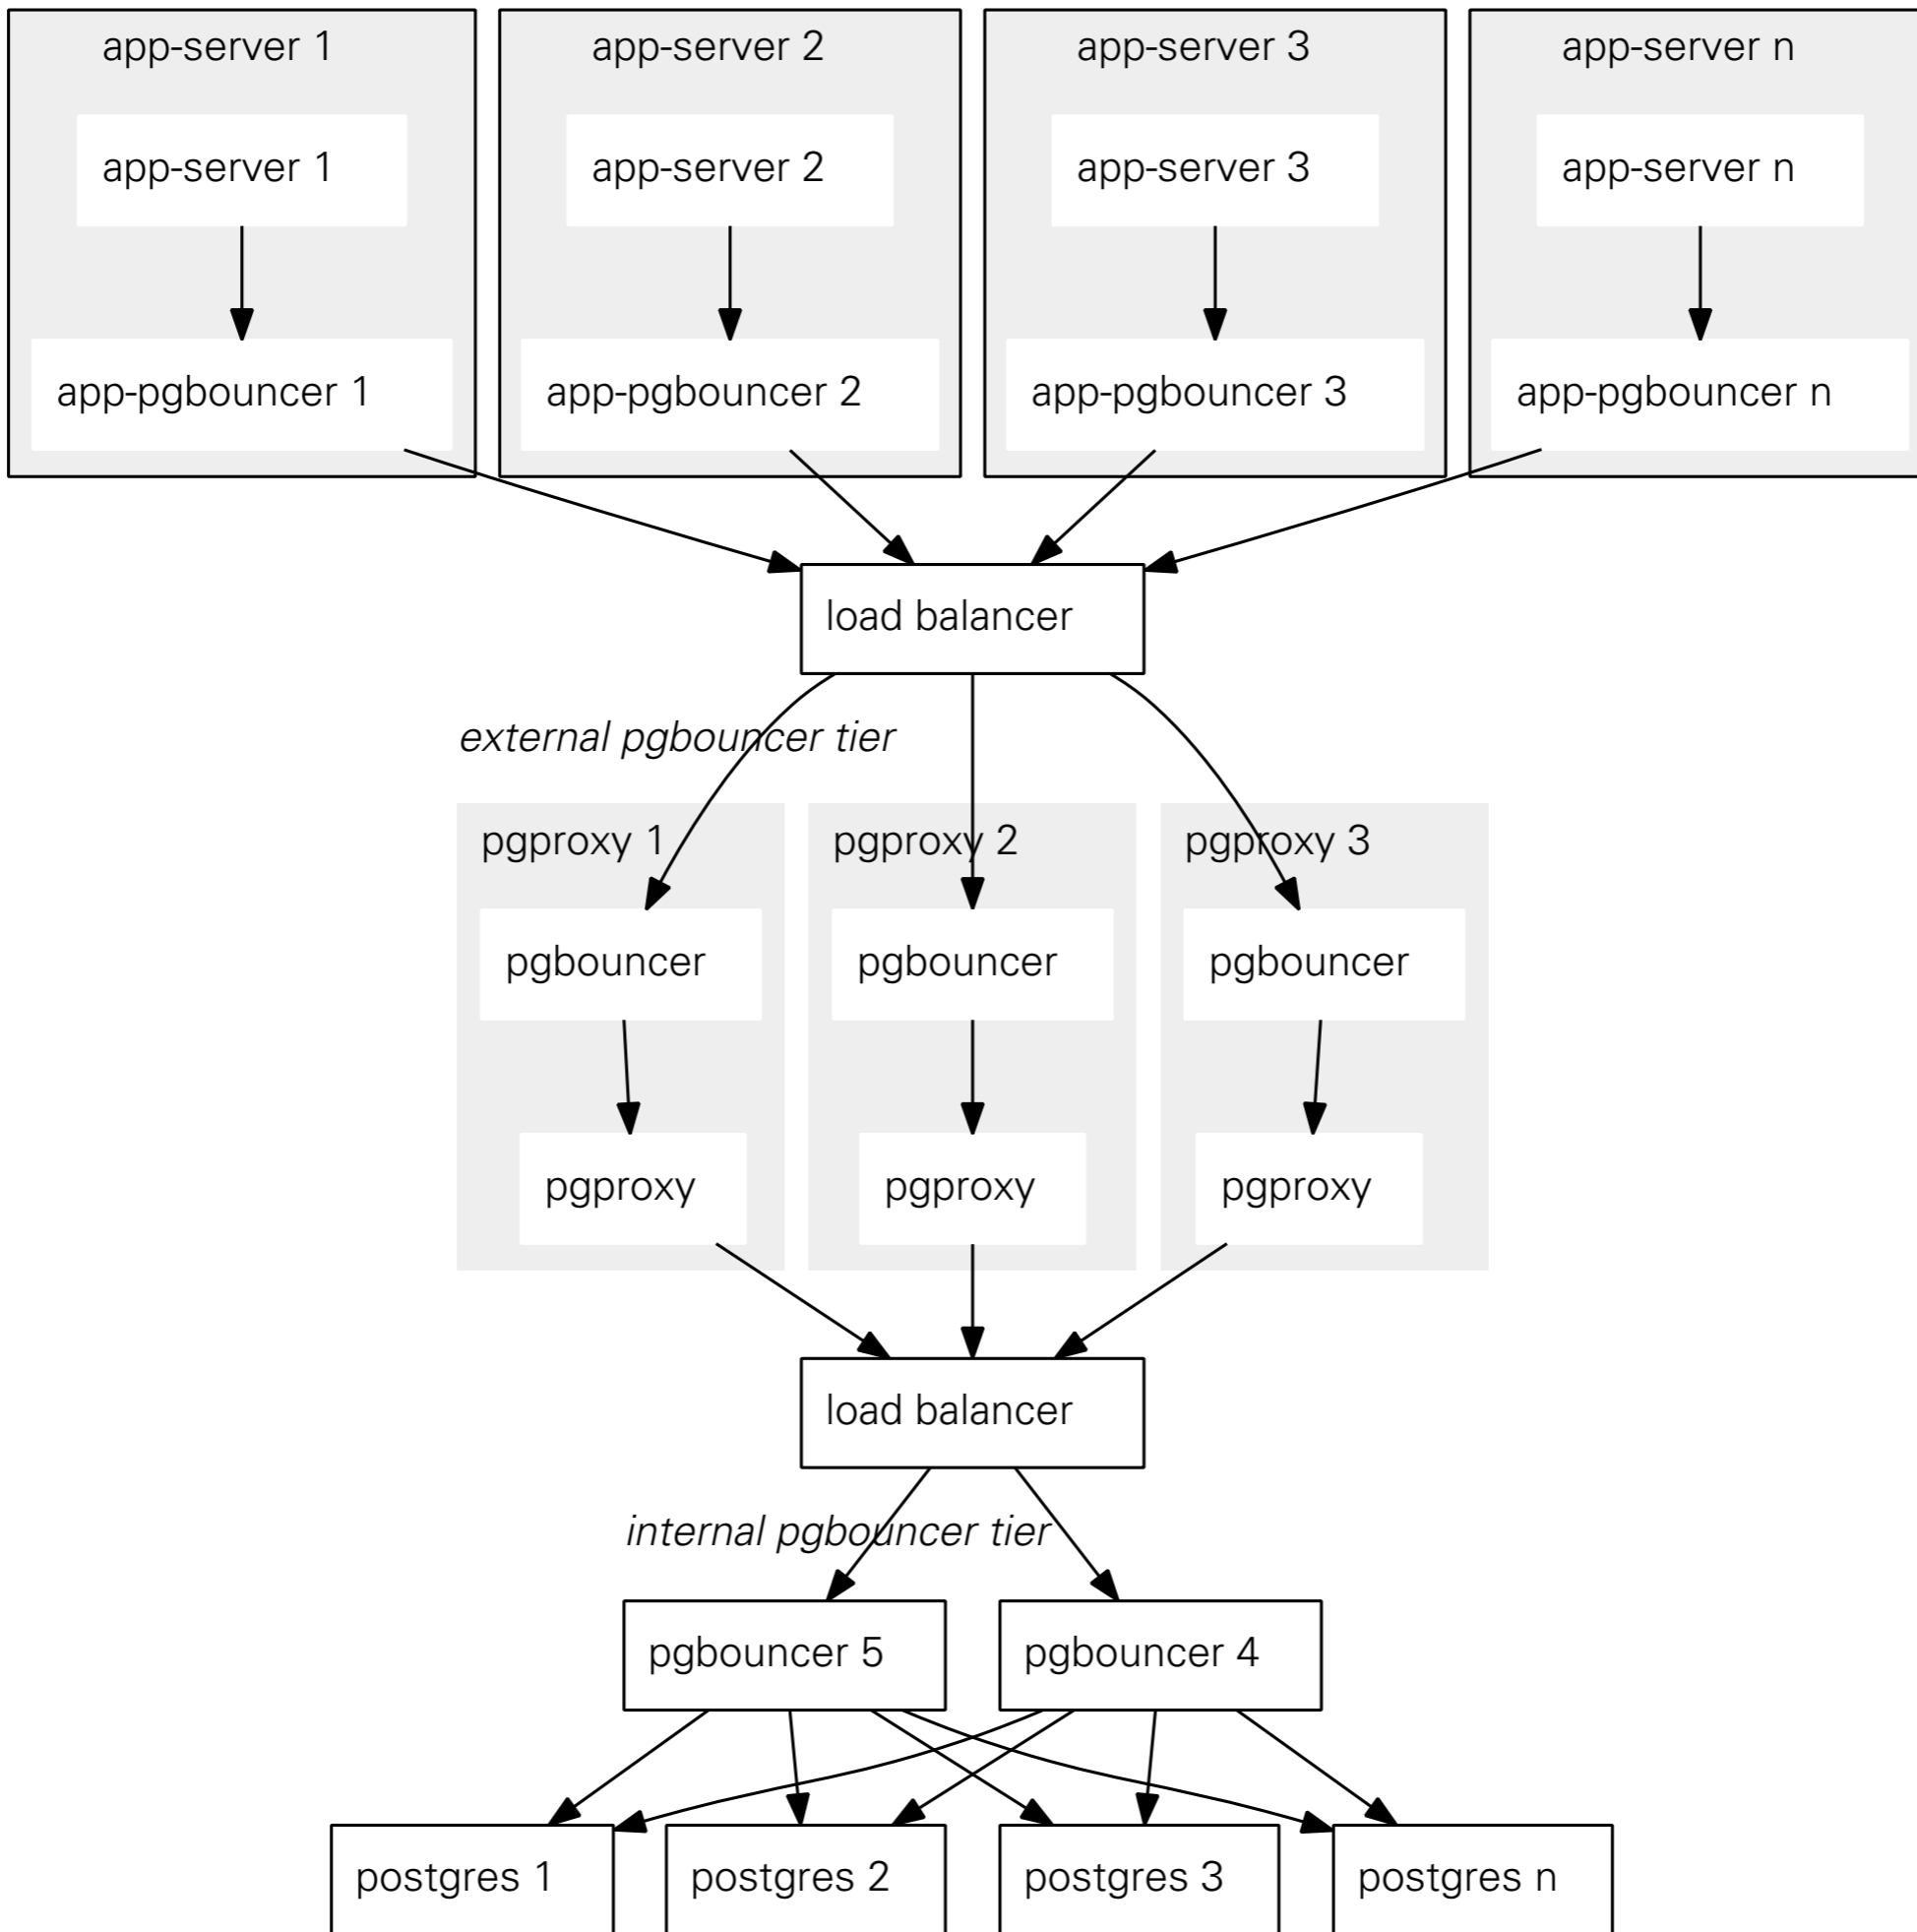 app-server 1
app-server 2
app-server 3
app-server n
app-server 1
app-server 2
app-server 3
app-server n
app-pgbouncer 1
app-pgbouncer 2
app-pgbouncer 3
app-pgbouncer n
load balancer
external pgbouncer tier
pgproxy 1
pgproxy 2
pgproxy 3
pgbouncer
pgbouncer
pgbouncer
pgproxy
pgproxy
pgproxy
load balancer
internal pgbouncer tier
pgbouncer 5
pgbouncer 4
postgres 1
postgres 2
postgres 3
postgres n